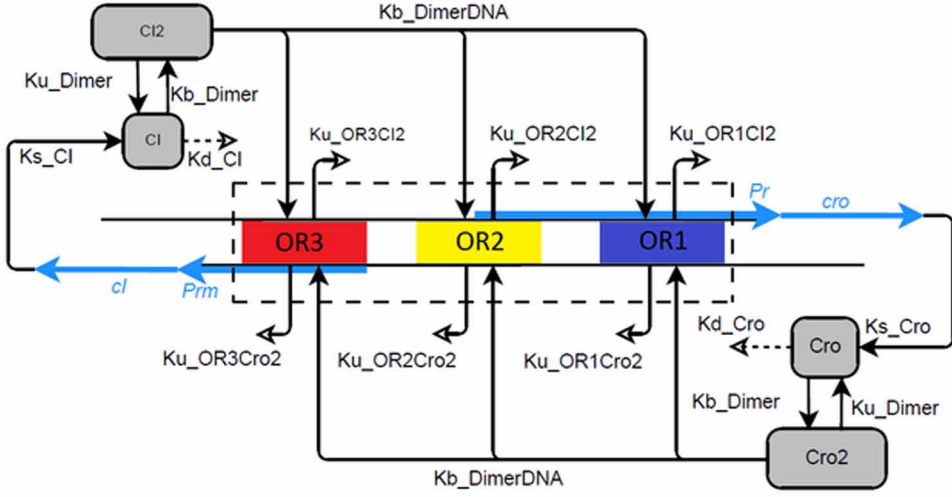 Kb_DimerDNA
CI2
Ku_Dimer
Kb_Dimer
CI
Ks_CI
Kd_CI
Ku_OR3CI2
Ku_OR2CI2
Ku_OR1CI2
Pr
cro
OR3
OR2
OR1
cI
Prm
Ku_OR3Cro2
Ku_OR2Cro2
Ku_OR1Cro2
Kd_Cro
Ks_Cro
Cro
Kb_Dimer
Ku_Dimer
Cro2
Kb_DimerDNA